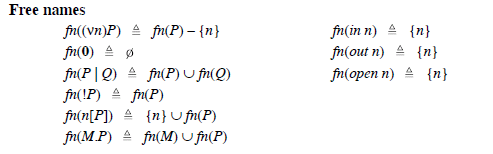 Free names
fn((νn)P) ≜ fn(P) – {n} fn(in n) ≜ {n}
fn(0) ≜ ø fn(out n) ≜ {n}
fn(P | Q) ≜ fn(P) ∪ fn(Q) fn(open n) ≜ {n}
fn(!P) ≜ fn(P)
fn(n[P]) ≜ {n} ∪ fn(P)
fn(M.P) ≜ fn(M) ∪ fn(P)